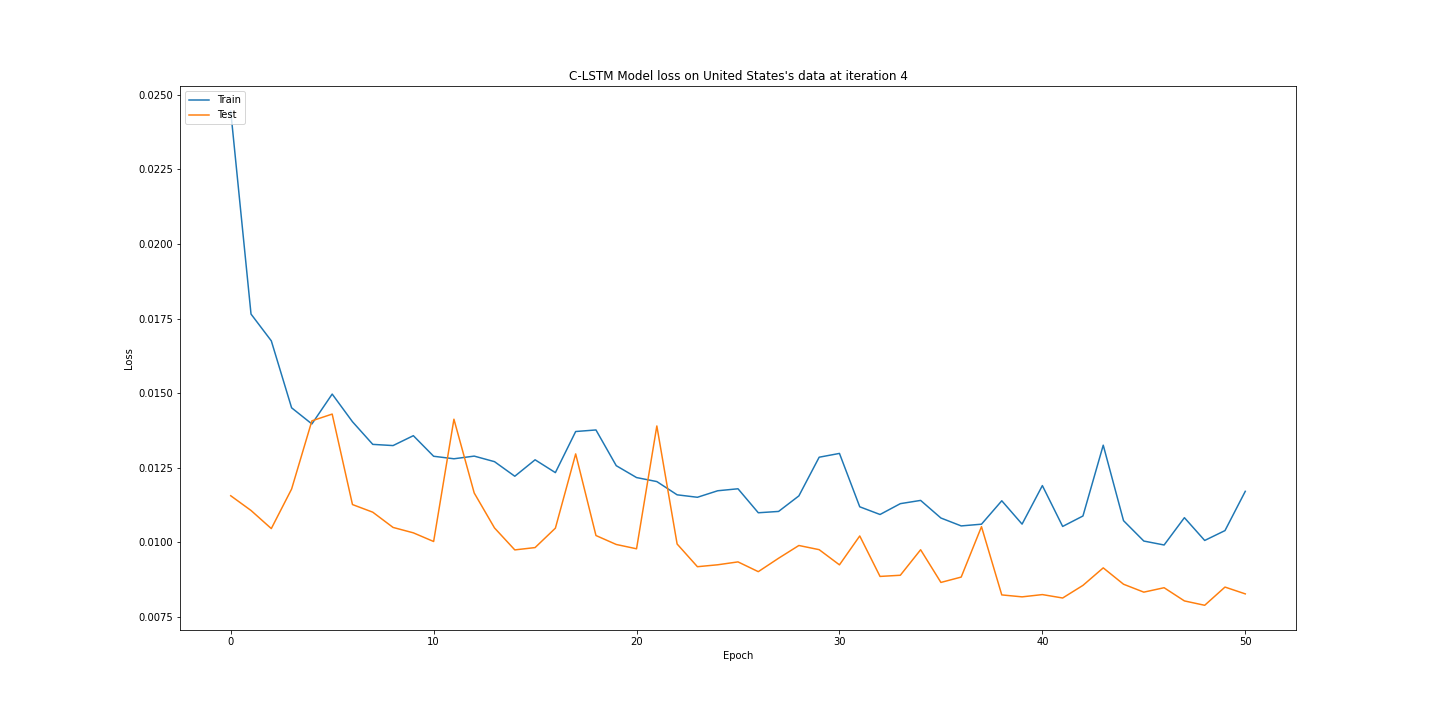 C-LSTM Model loss on United States's data at iteration 4
Train
Test
0.0250
0.0225
0.0200
0.0175
0.0150
0.0125
0.0100
0.0075
Loss
0 10 20 30 40 50
Epoch